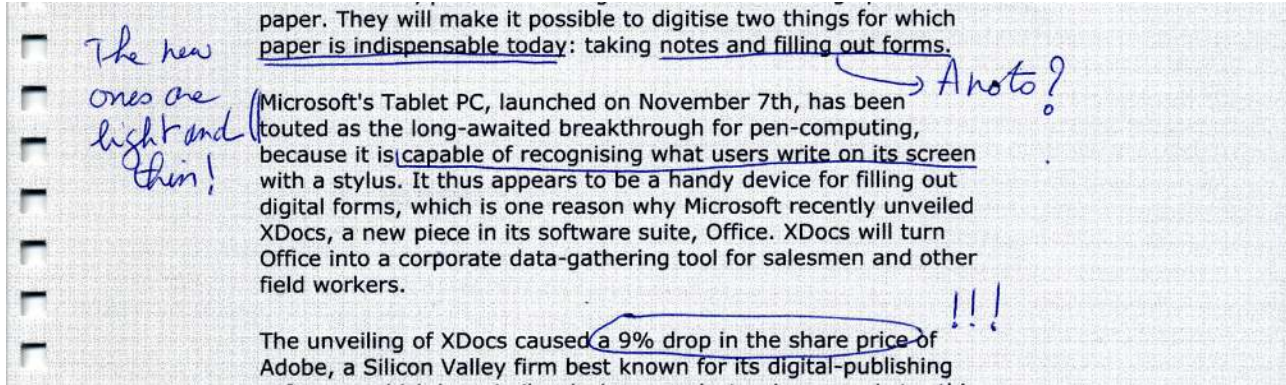 paper. They will make it possible to digitise two things for which
paper is indispensable today: taking notes and filling out forms.
The new
ones are
light and
thin!
Anoto?
Microsoft's Tablet PC, launched on November 7th, has been
touted as the long-awaited breakthrough for pen-computing,
because it is capable of recognising what users write on its screen
with a stylus. It thus appears to be a handy device for filling out
digital forms, which is one reason why Microsoft recently unveiled
XDocs, a new piece in its software suite, Office. XDocs will turn
Office into a corporate data-gathering tool for salesmen and other
field workers.
!!!
The unveiling of XDocs caused a 9% drop in the share price of
Adobe, a Silicon Valley firm best known for its digital-publishing